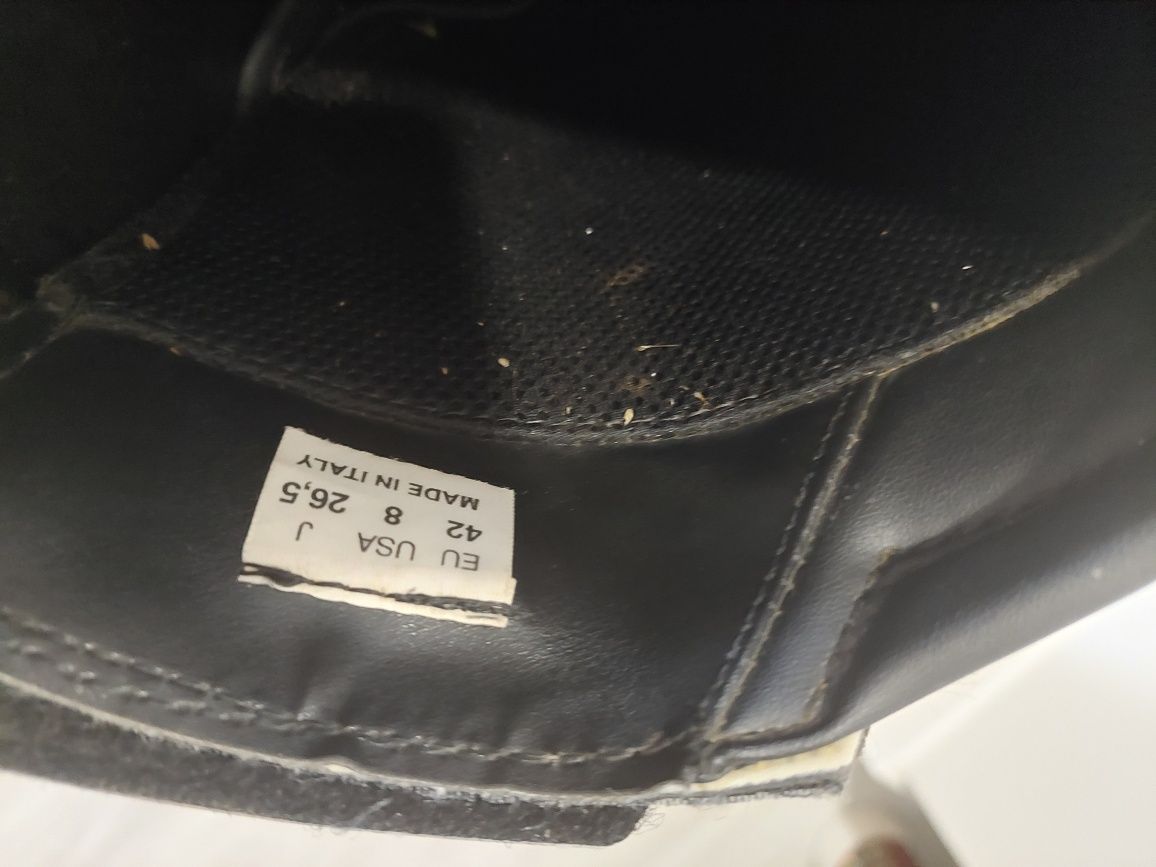 EU USA J
42 8 26,5
MADE IN ITALY